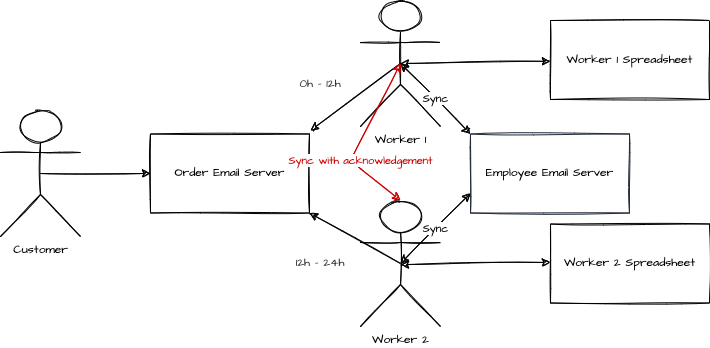 Worker 1 Spreadsheet
0h - 12h
Sync
Worker 1
Sync with acknowledgement
Order Email Server
Employee Email Server
Customer
Sync
12h - 24h
Worker 2 Spreadsheet
Worker 2